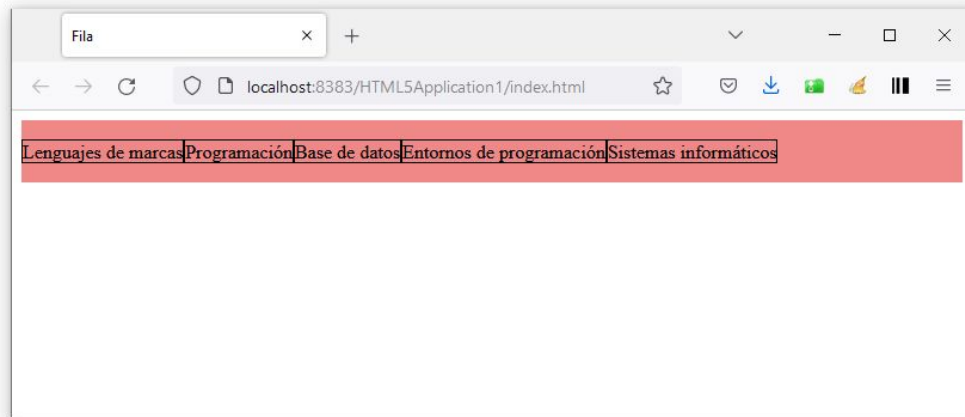 Fila
localhost:8383/HTML5Application1/index.html
Lenguajes de marcas Programación Base de datos Entornos de programación Sistemas informáticos